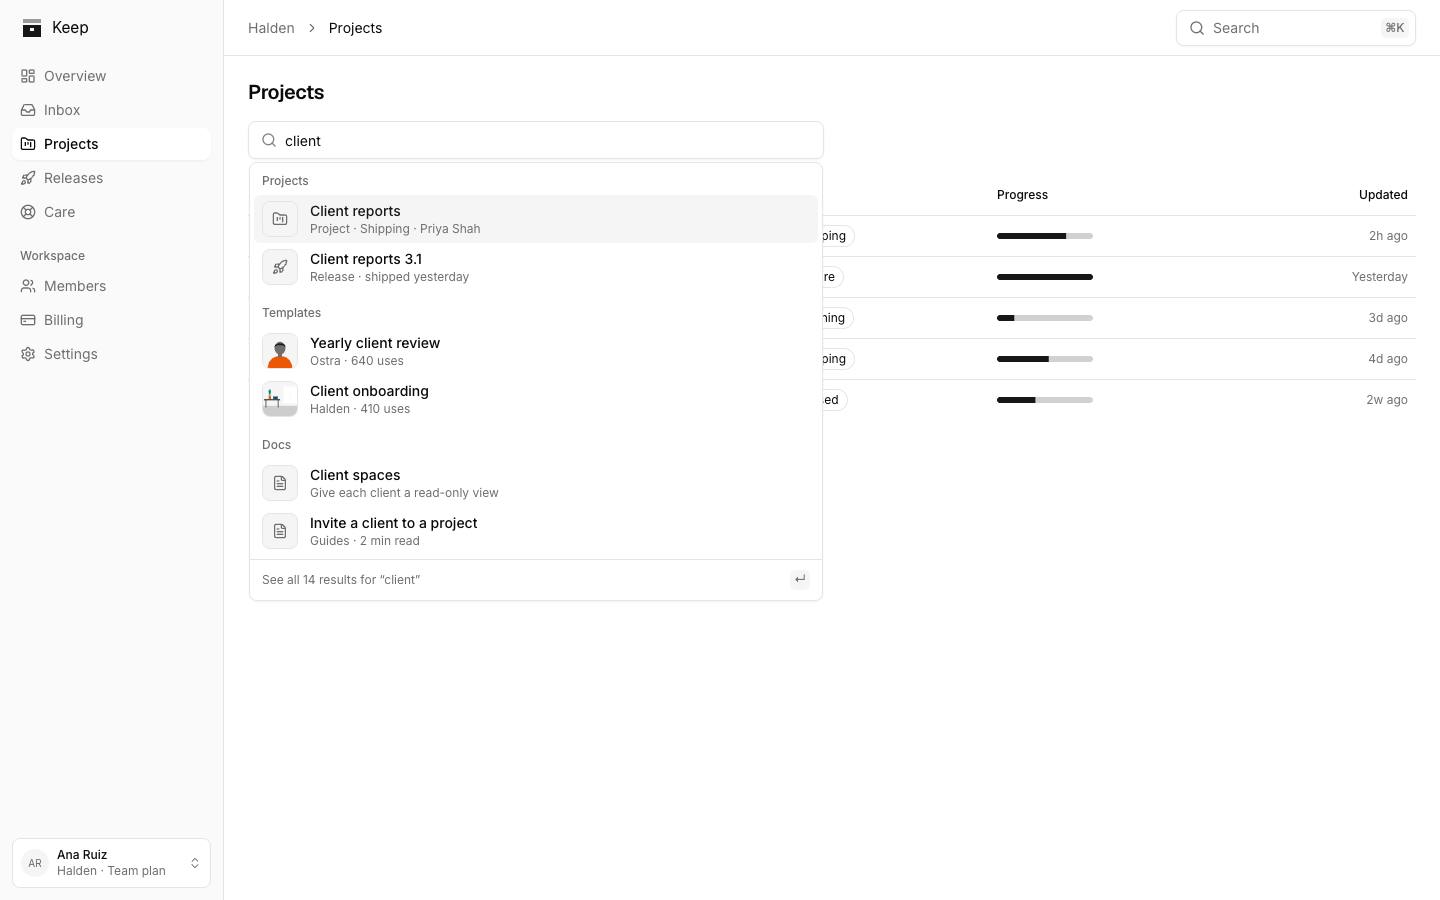 Keep
Overview
Inbox
Projects
Releases
Care
Workspace
Members
Billing
Settings
AR
Ana Ruiz
Halden · Team plan
Halden
Projects
Search
⌘K
Projects
client
Projects
Client reports
Project · Shipping · Priya Shah
Client reports 3.1
Release · shipped yesterday
Templates
Yearly client review
Ostra · 640 uses
Client onboarding
Halden · 410 uses
Docs
Client spaces
Give each client a read-only view
Invite a client to a project
Guides · 2 min read
See all 14 results for “client”
Progress
Updated
2h ago
Yesterday
3d ago
4d ago
2w ago